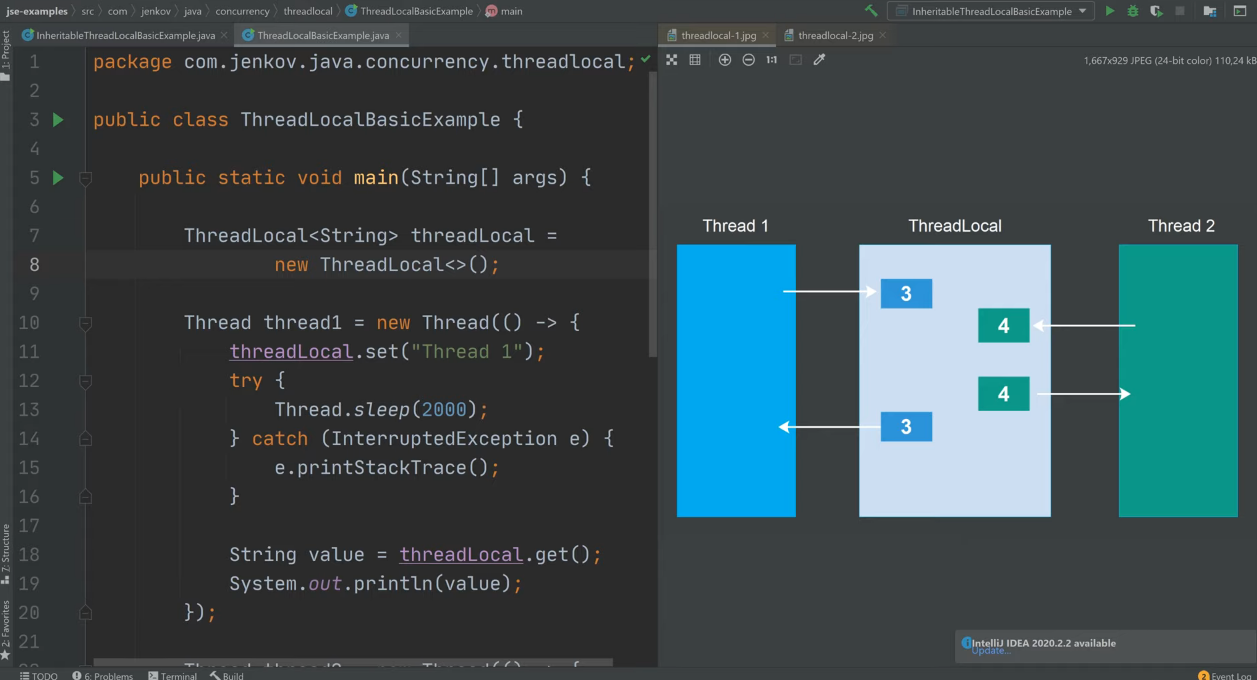 jse-examples src com jenkov java concurrency threadlocal ThreadLocalBasicExample main
InheritableThreadLocalBasicExample
InheritableThreadLocalBasicExample.java ThreadLocalBasicExample.java
threadlocal-1.jpg threadlocal-2.jpg
1:1 1,667x929 JPEG (24-bit color) 110,24 kB
1: Project
7: Structure
2: Favorites
1 package com.jenkov.java.concurrency.threadlocal;
2
3 public class ThreadLocalBasicExample {
4
5 public static void main(String[] args) {
6
7 ThreadLocal<String> threadLocal =
8 new ThreadLocal<>();
9
10 Thread thread1 = new Thread(() -> {
11 threadLocal.set("Thread 1");
12 try {
13 Thread.sleep(2000);
14 } catch (InterruptedException e) {
15 e.printStackTrace();
16 }
17
18 String value = threadLocal.get();
19 System.out.println(value);
20 });
21
Thread 1 ThreadLocal Thread 2
3
4
4
3
IntelliJ IDEA 2020.2.2 available
Update...
TODO 6: Problems Terminal Build
2 Event Log